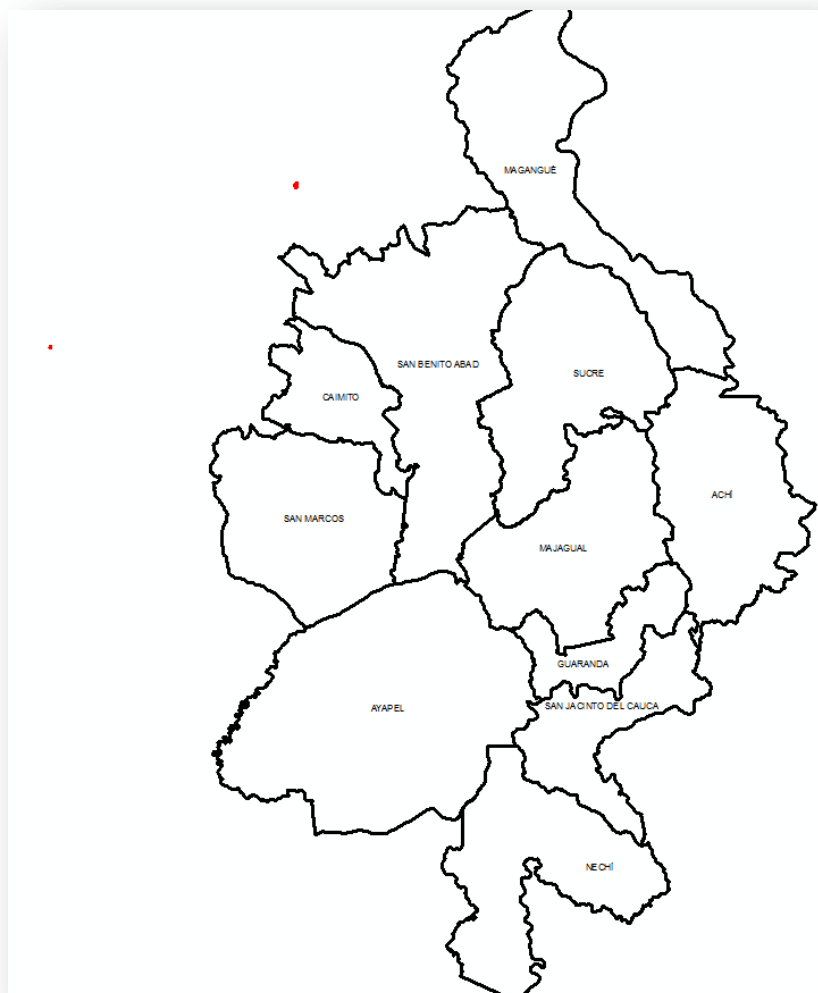 MAGANGUÉ
SAN BENITO ABAD
SUCRE
CAIMITO
ACHÍ
SAN MARCOS
MAJAGUAL
GUARANDA
SAN JACINTO DEL CAUCA
AYAPEL
NECHÍ